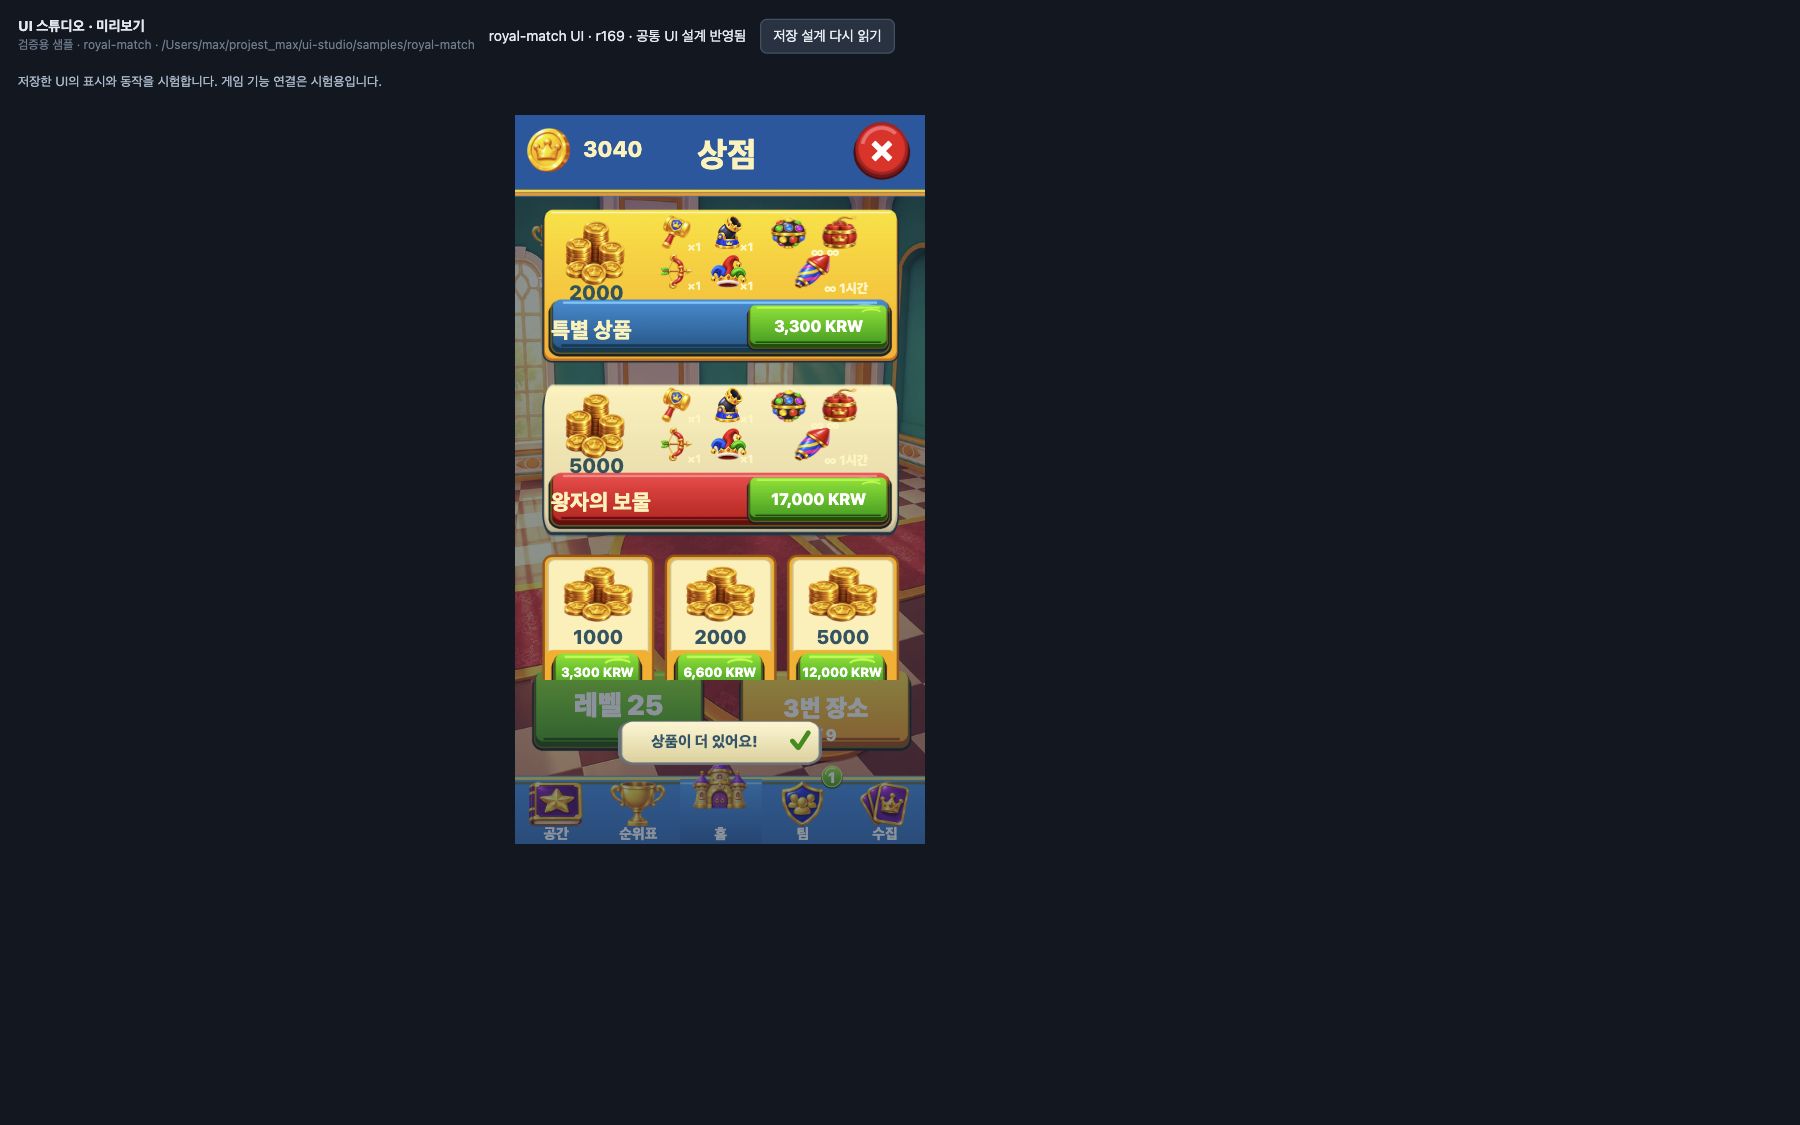 UI 스튜디오 · 미리보기
검증용 샘플 · royal-match · /Users/max/projest_max/ui-studio/samples/royal-match
royal-match UI · r169 · 공통 UI 설계 반영됨
저장 설계 다시 읽기
저장한 UI의 표시와 동작을 시험합니다. 게임 기능 연결은 시험용입니다.
3040
상점
×1 ×1
∞ ∞
×1 ×1
∞ 1시간
2000
특별 상품
3,300 KRW
×1 ×1
×1 ×1
∞ 1시간
5000
왕자의 보물
17,000 KRW
1000
2000
5000
3,300 KRW
6,600 KRW
12,000 KRW
레벨 25
3번 장소
9
상품이 더 있어요!
1
공간
순위표
홈
팀
수집